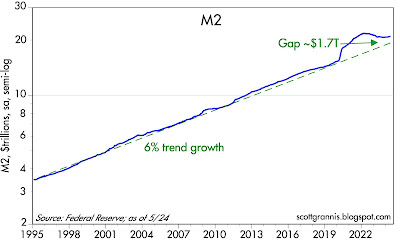 M2
30
20
10
8
6
4
3
2
M2, $trillions, sa, semi-log
Gap ~$1.7T
6% trend growth
Source: Federal Reserve; as of 5/24
scottgrannis.blogspot.com
1995 1998 2001 2004 2007 2010 2013 2016 2019 2022